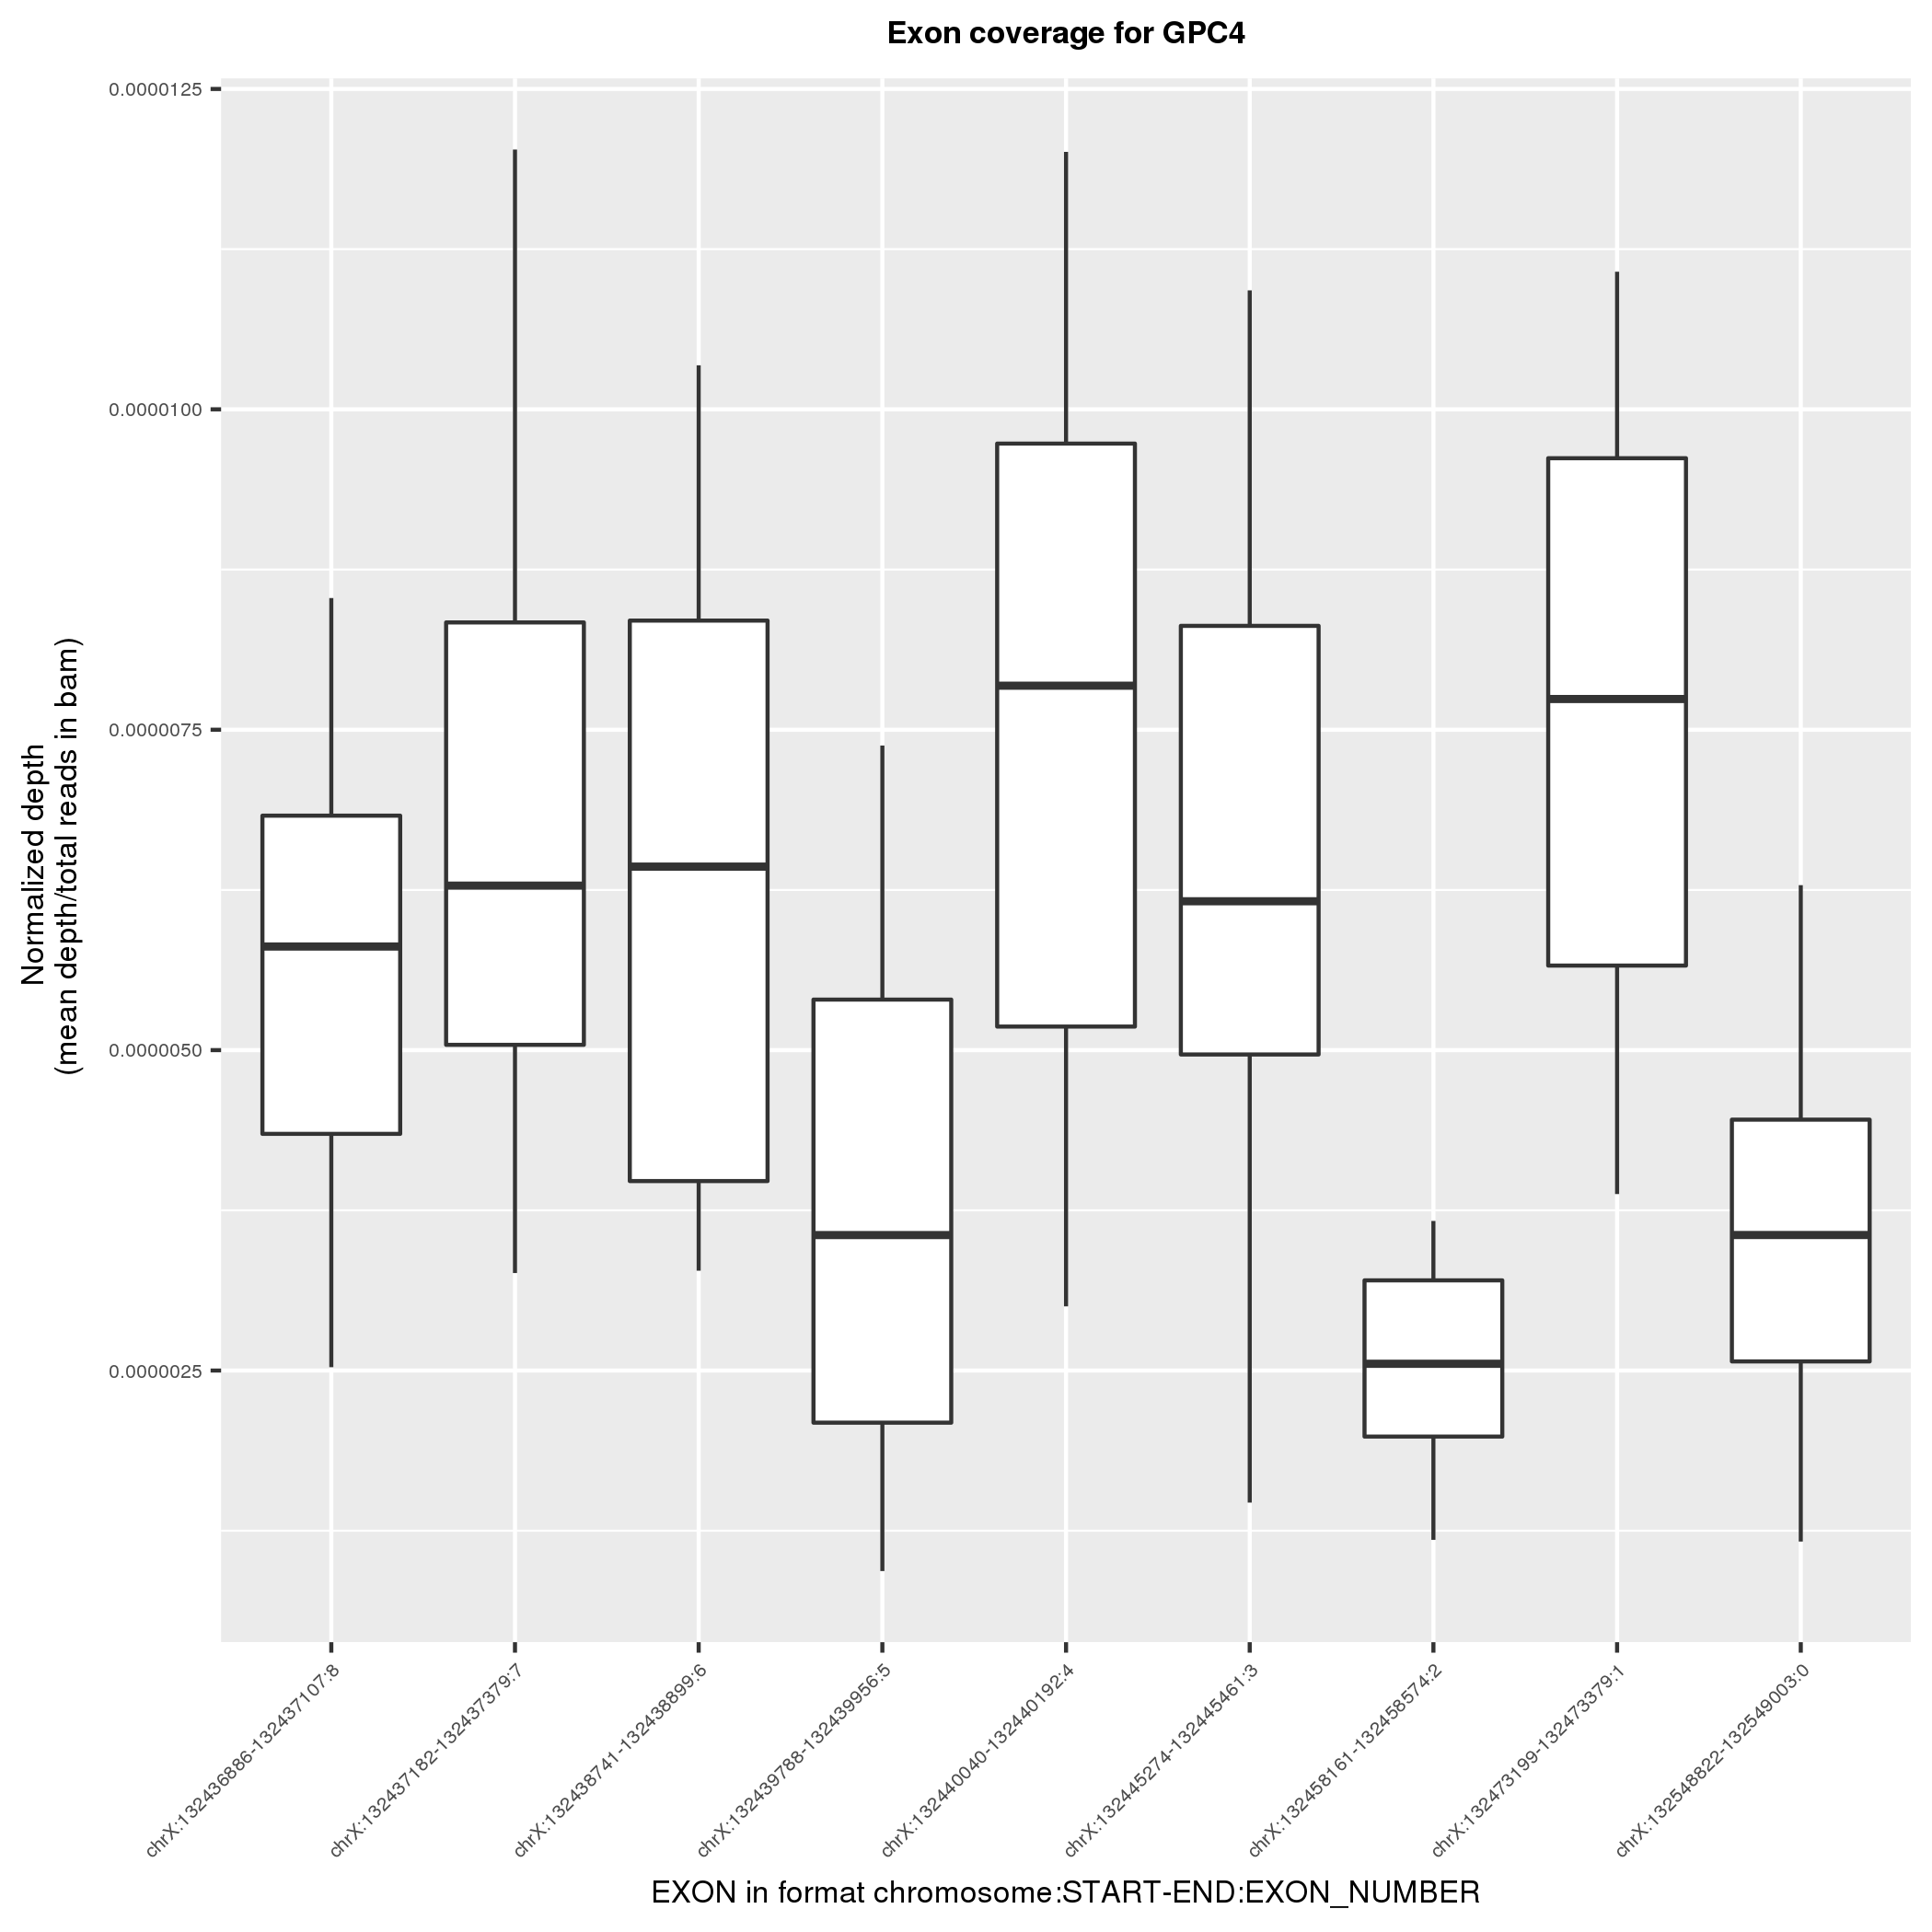 Exon coverage for GPC4
0.0000125
0.0000100
0.0000075
0.0000050
0.0000025
Normalized depth
(mean depth/total reads in bam)
chrX:132436886-132437107:8
chrX:132437182-132437379:7
chrX:132438741-132438899:6
chrX:132439788-132439956:5
chrX:132440040-132440192:4
chrX:132445274-132445461:3
chrX:132458161-132458574:2
chrX:132473199-132473379:1
chrX:132548822-132549003:0
EXON in format chromosome:START-END:EXON_NUMBER